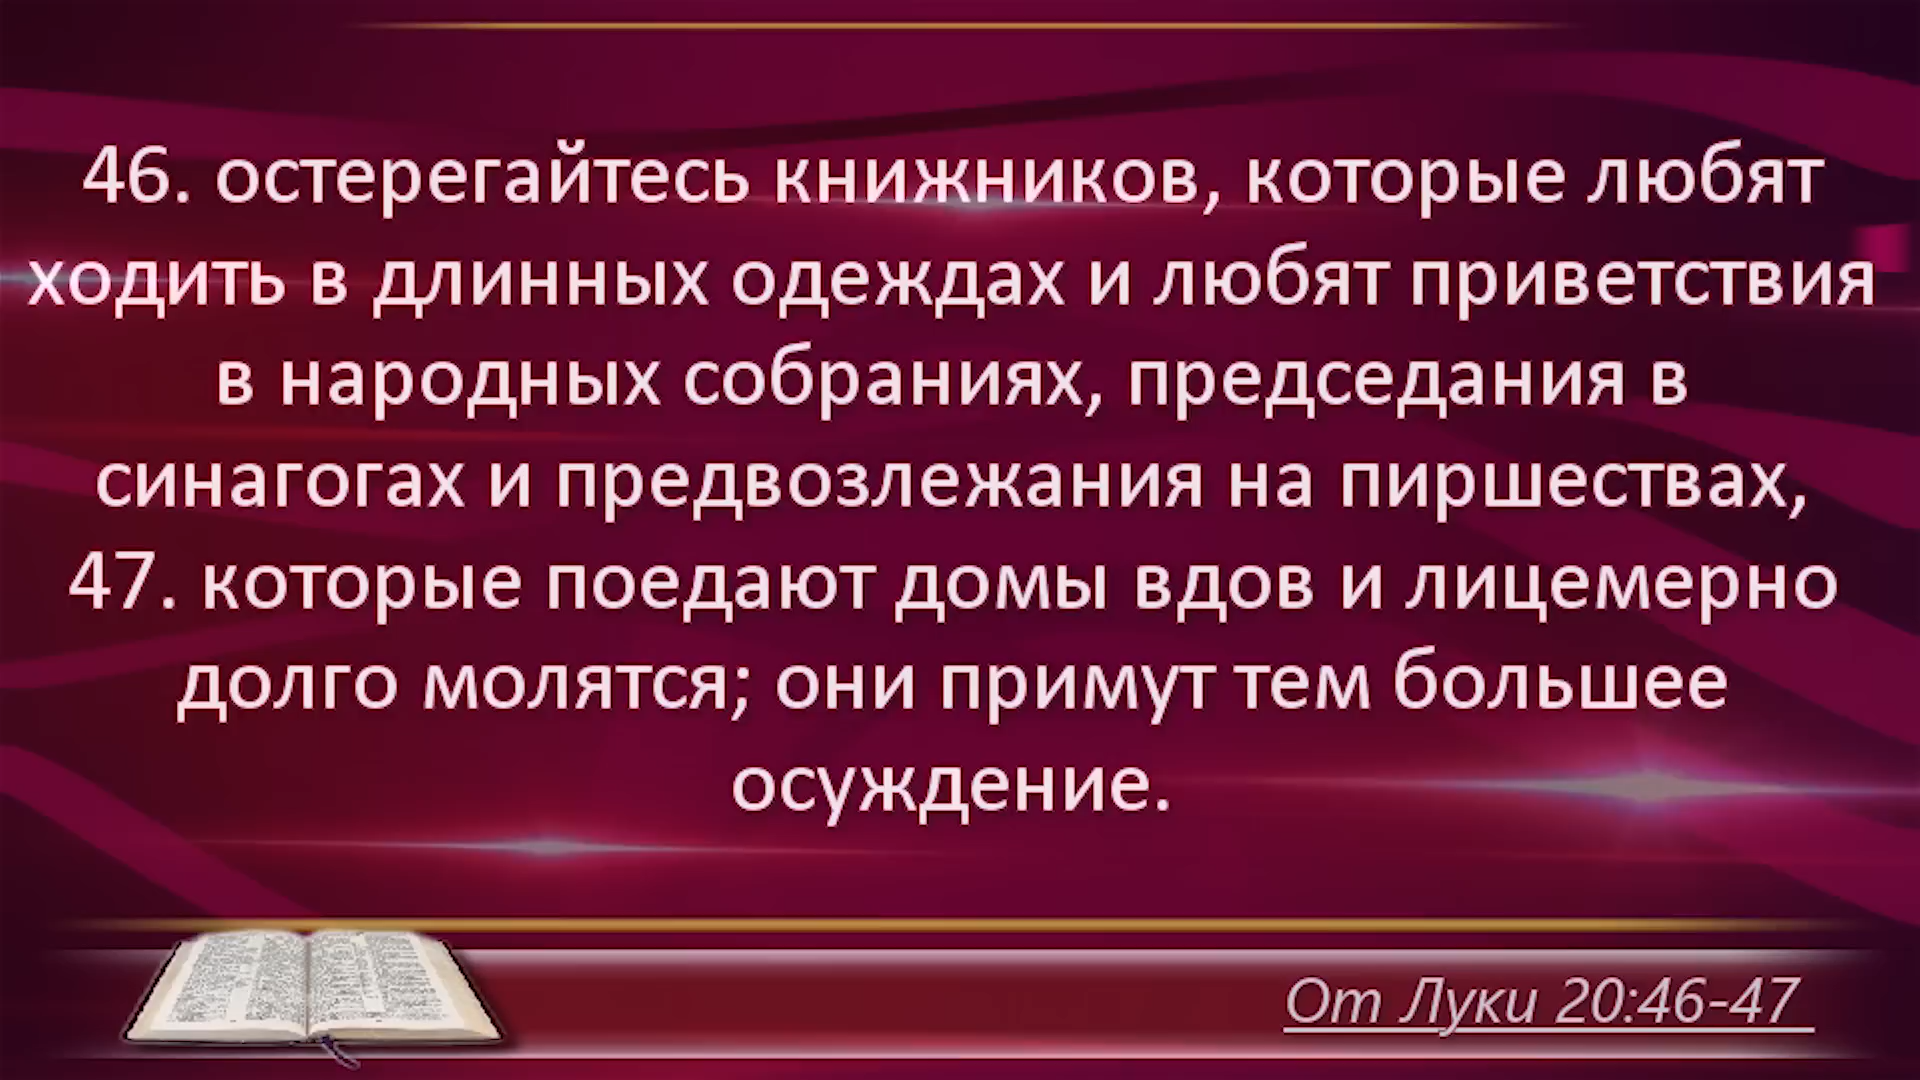 46. остерегайтесь книжников, которые любят
ходить в длинных одеждах и любят приветствия
в народных собраниях, председания в
синагогах и предвозлежания на пиршествах,
47. которые поедают домы вдов и лицемерно
долго молятся; они примут тем большее
осуждение.
От Луки 20:46-47